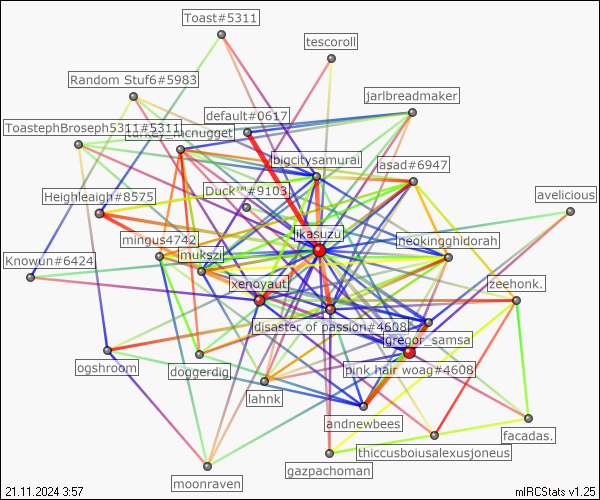 Toast#5311
tescoroll
Random Stuf6#5983
jarlbreadmaker
default#0617
ToastephBroseph5311#5311
turkey_mcnugget
bigcitysamurai
lasad#6947
Duck™#9103
Heighleaigh#8575
avelicious
likasuzu
mingus4742
neokingghidorah
mukszi
Knowun#6424
xenoyaut
zeehonk.
disaster of passion#4608
gregor_samsa
ogshroom
doggerdig
pink hair woag#4608
lahnk
andnewbees
facadas.
thiccusboiusalexusjoneus
gazpachoman
moonraven
21.11.2024 3:57
mIRCStats v1.25